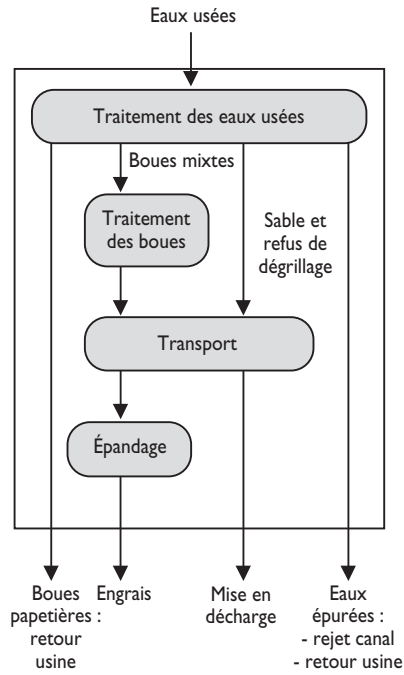 Eaux usées
Traitement des eaux usées
Boues mixtes
Traitement
des boues
Sable et
refus de
dégrillage
Transport
Épandage
Boues
papetières :
retour
usine
Engrais
Mise en
décharge
Eaux
épurées :
- rejet canal
- retour usine